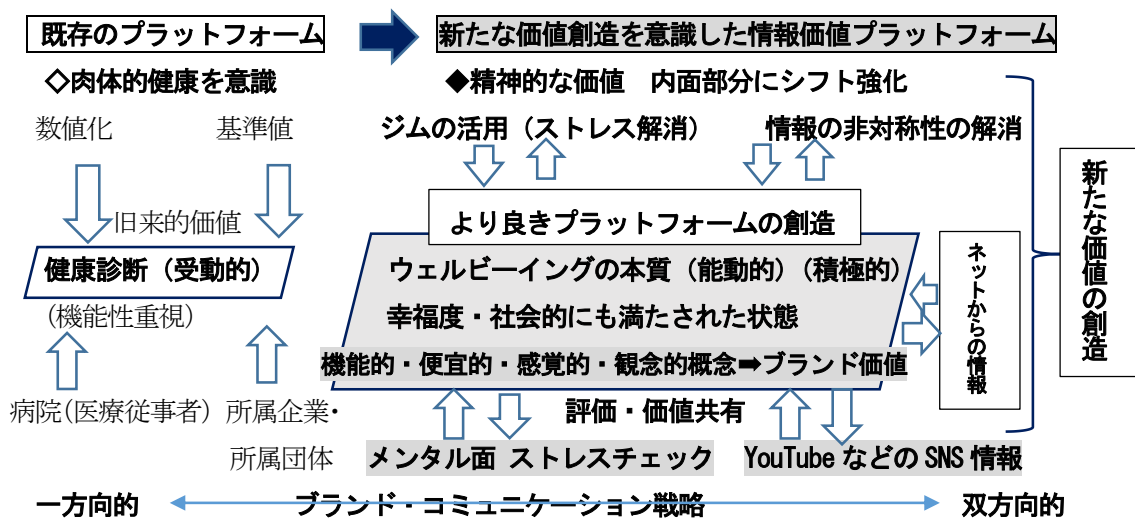 既存のプラットフォーム
新たな価値創造を意識した情報価値プラットフォーム
◇肉体的健康を意識
◆精神的な価値　内面部分にシフト強化
数値化
基準値
ジムの活用（ストレス解消）
情報の非対称性の解消
旧来的価値
健康診断（受動的）
(機能性重視)
より良きプラットフォームの創造
ウェルビーイングの本質（能動的）（積極的）
幸福度・社会的にも満たされた状態
機能的・便宜的・感覚的・観念的概念➡ブランド価値
ネットからの情報
新たな価値の創造
病院(医療従事者)
所属企業・
所属団体
評価・価値共有
メンタル面 ストレスチェック
YouTube などの SNS 情報
一方向的
ブランド・コミュニケーション戦略
双方向的